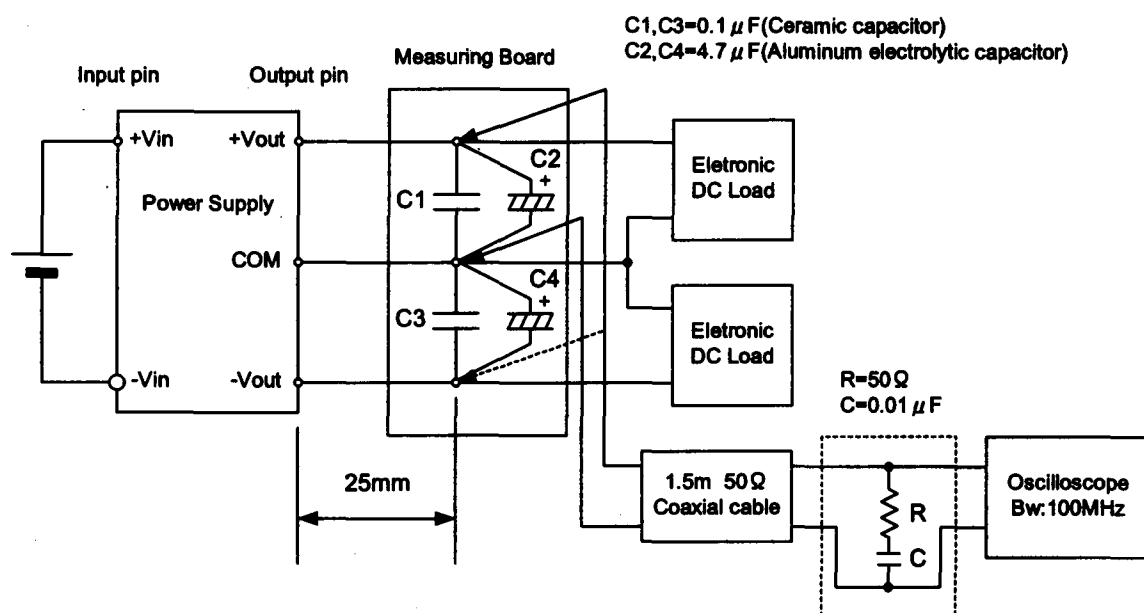 C1,C3=0.1μF(Ceramic capacitor)
C2,C4=4.7μF(Aluminum electrolytic capacitor)
Measuring Board
Input pin
Output pin
+Vin
+Vout
C2
+
Eletronic
DC Load
C1
Power Supply
COM
C4
+
C3
Eletronic
DC Load
-Vin
-Vout
R=50Ω
C=0.01μF
25mm
1.5m 50Ω
Coaxial cable
R
C
Oscilloscope
Bw:100MHz